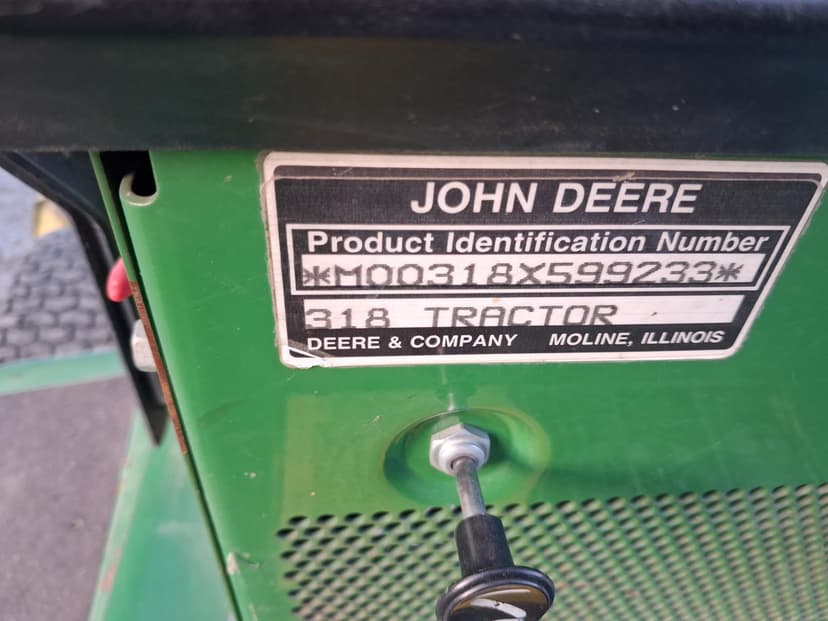 JOHN DEERE
Product Identification Number
*M00318X599233*
318 TRACTOR
DEERE & COMPANY MOLINE, ILLINOIS